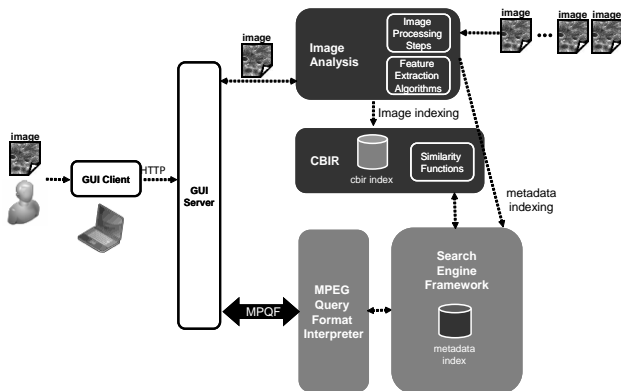 image
image
image
image
image
Image
Processing
Steps
Image
Analysis
Feature
Extraction
Algorithms
Image indexing
image
HTTP
GUI Client
GUI
Server
CBIR
cbir index
Similarity
Functions
metadata
indexing
MPQF
MPEG
Query
Format
Interpreter
Search
Engine
Framework
metadata
index